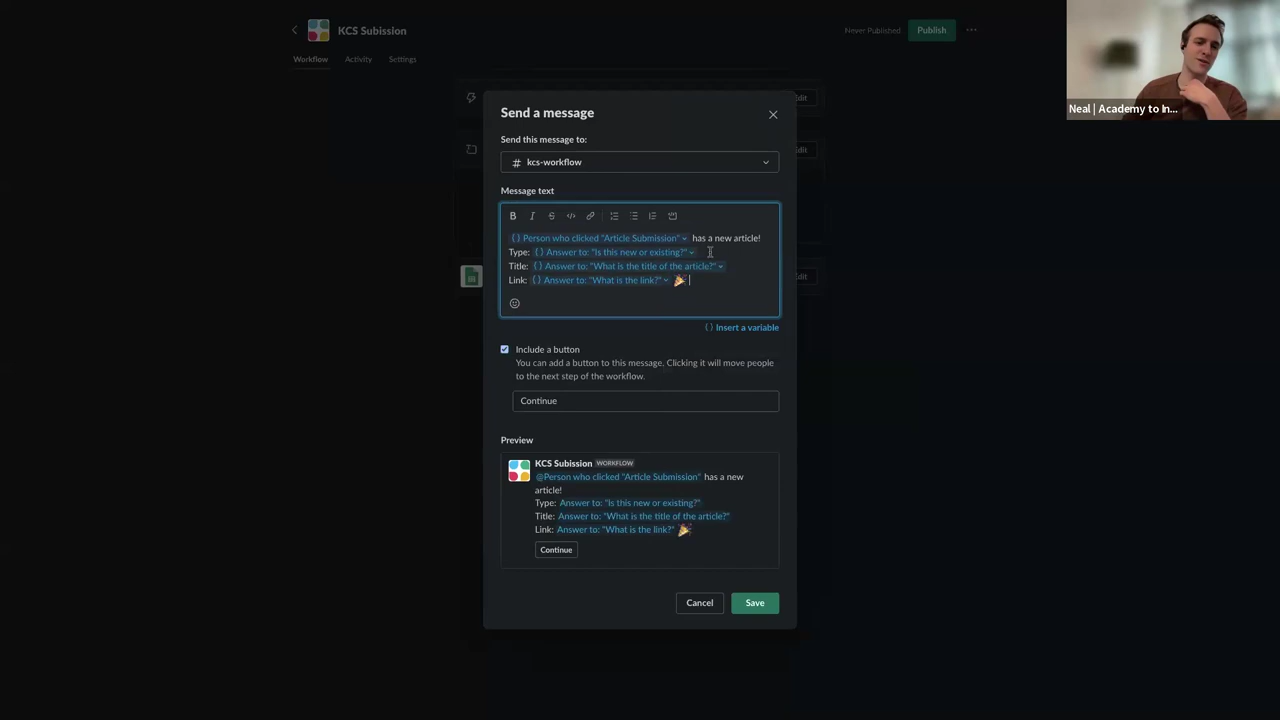 KCS Subission
Never Published
Publish
Workflow
Activity
Settings
Edit
Edit
Edit
Neal | Academy to In...
Send a message
Send this message to:
# kcs-workflow
Message text
{} Person who clicked "Article Submission" has a new article!
Type: {} Answer to: "Is this new or existing?"
Title: {} Answer to: "What is the title of the article?"
Link: {} Answer to: "What is the link?" 🎉
{} Insert a variable
Include a button
You can add a button to this message. Clicking it will move people
to the next step of the workflow.
Continue
Preview
KCS Subission WORKFLOW
@Person who clicked "Article Submission" has a new
article!
Type: Answer to: "Is this new or existing?"
Title: Answer to: "What is the title of the article?"
Link: Answer to: "What is the link?" 🎉
Continue
Cancel
Save